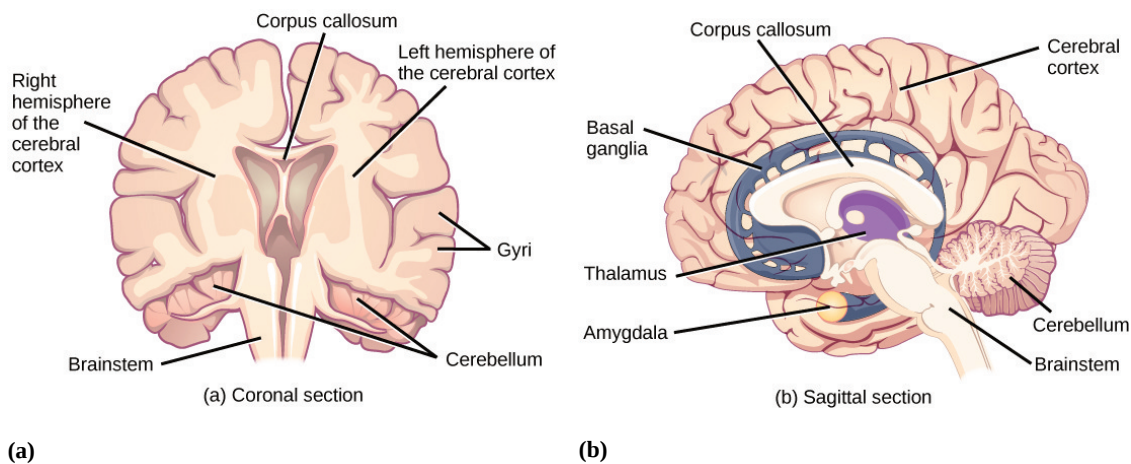 Corpus callosum
Left hemisphere of
the cerebral cortex
Right
hemisphere
of the
cerebral
cortex
Gyri
Cerebellum
Brainstem
(a) Coronal section
(a)
Corpus callosum
Cerebral
cortex
Basal
ganglia
Thalamus
Amygdala
Cerebellum
Brainstem
(b) Sagittal section
(b)